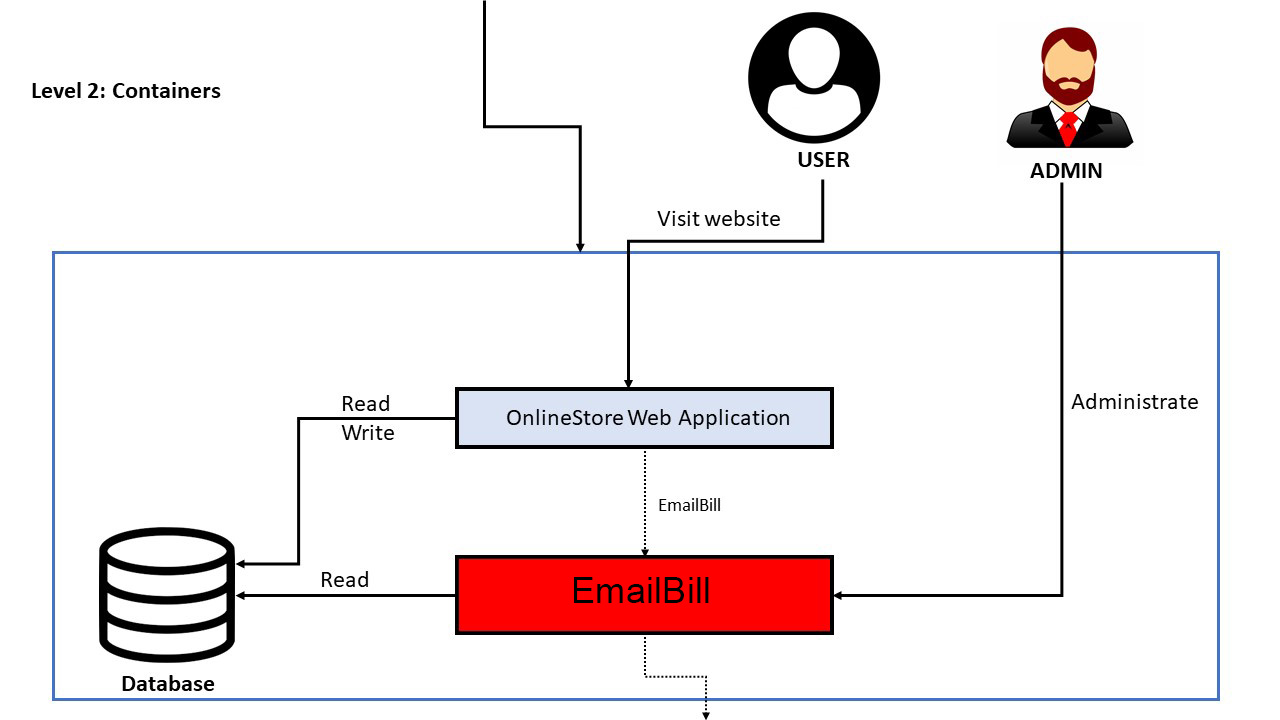 Level 2: Containers
USER
ADMIN
Visit website
Read
Write
OnlineStore Web Application
Administrate
EmailBill
EmailBill
Read
Database